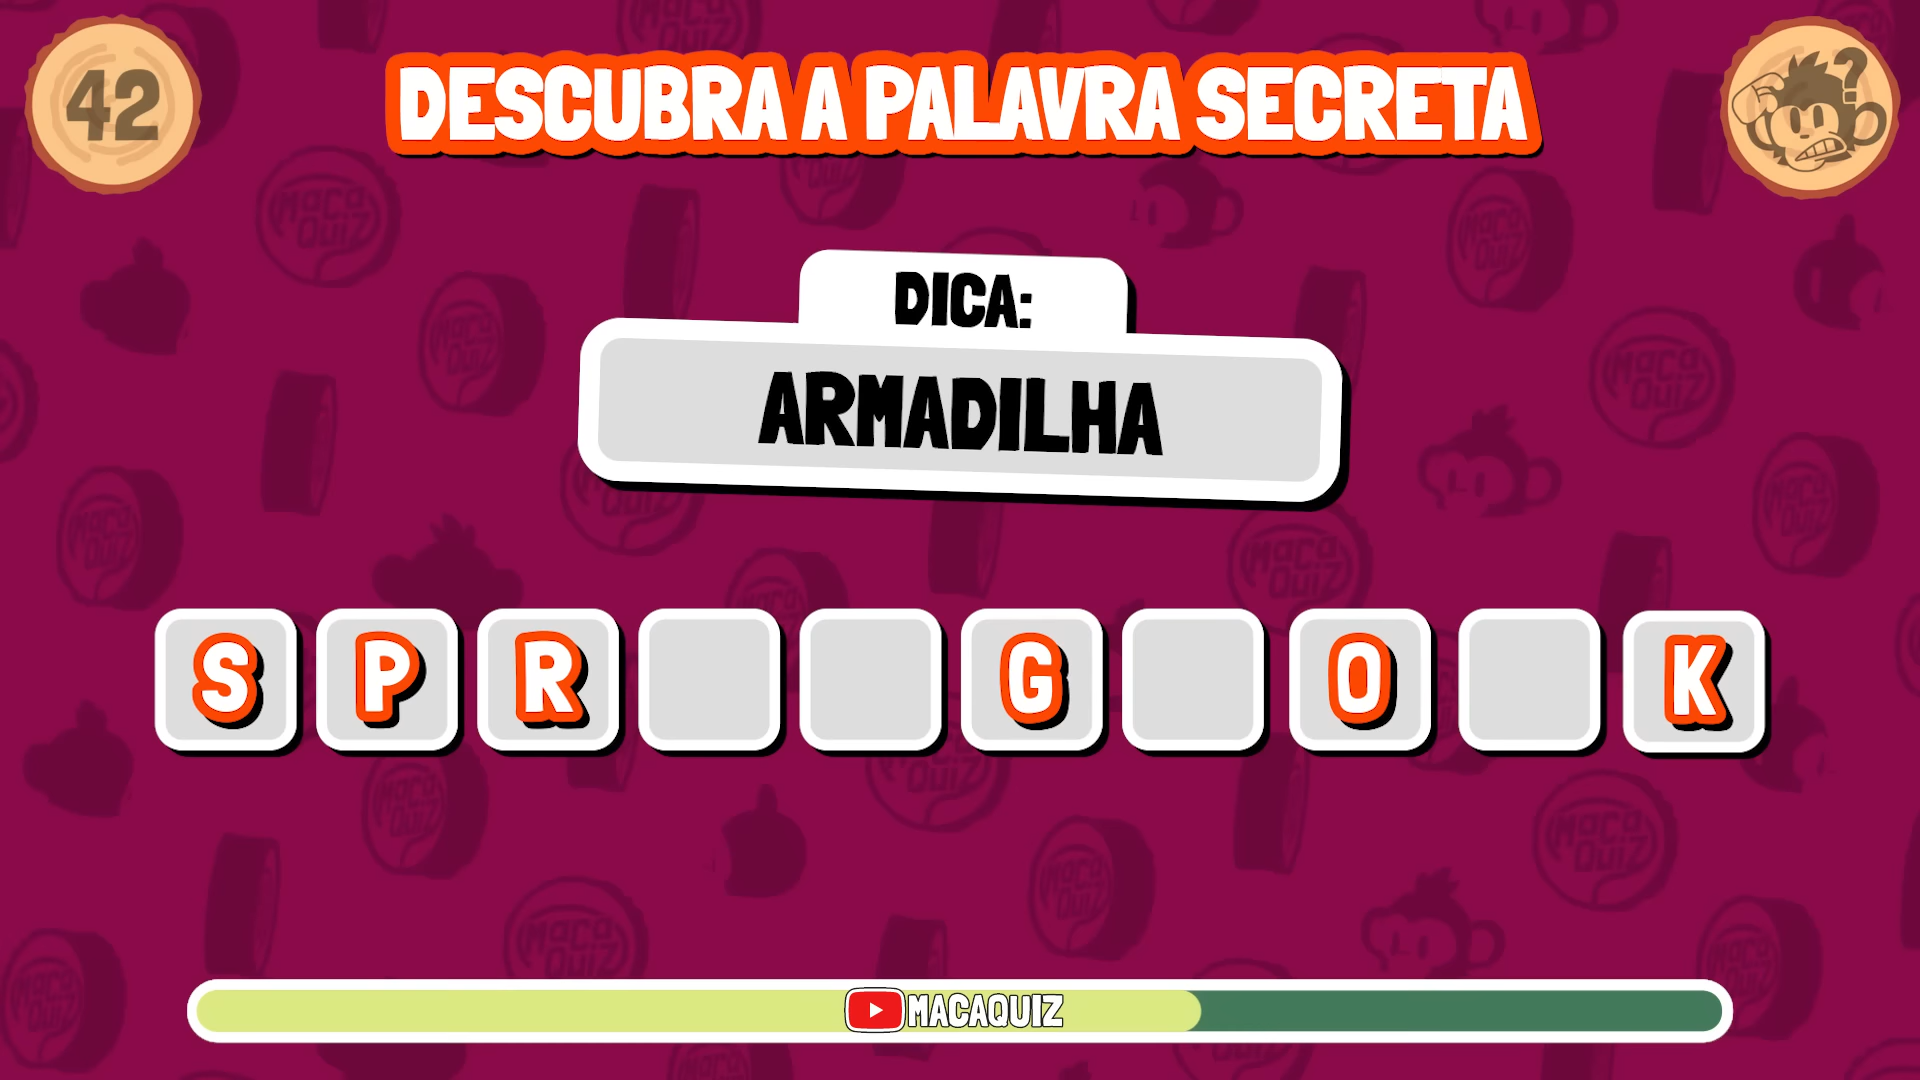 42
DESCUBRA A PALAVRA SECRETA
?
DICA:
ARMADILHA
S P R G O K
MACAQUIZ